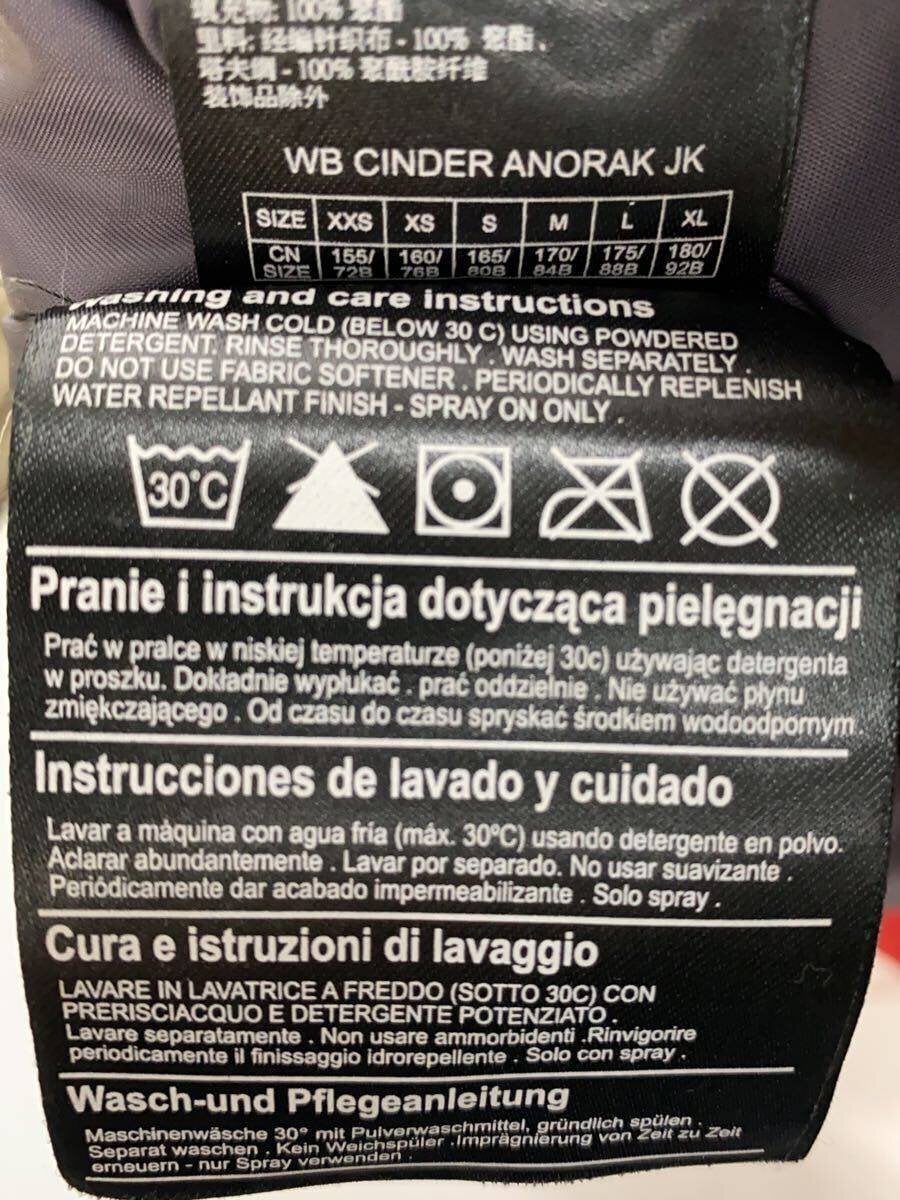 填充物: 100% 聚酯
里料: 经编针织布 - 100% 聚酯、
塔夫绸 - 100% 聚酰胺纤维
装饰品除外
WB CINDER ANORAK JK
SIZE XXS XS S M L XL
CN SIZE 155/72B 160/76B 165/80B 170/84B 175/88B 180/92B
Washing and care instructions
MACHINE WASH COLD (BELOW 30 C) USING POWDERED
DETERGENT. RINSE THOROUGHLY . WASH SEPARATELY .
DO NOT USE FABRIC SOFTENER . PERIODICALLY REPLENISH
WATER REPELLANT FINISH - SPRAY ON ONLY .
30°C
Pranie i instrukcja dotycząca pielęgnacji
Prać w pralce w niskiej temperaturze (poniżej 30c) używając detergenta
w proszku. Dokładnie wypłukać . prać oddzielnie . Nie używać płynu
zmiękczającego . Od czasu do czasu spryskać środkiem wodoodpornym.
Instrucciones de lavado y cuidado
Lavar a máquina con agua fría (máx. 30ºC) usando detergente en polvo.
Aclarar abundantemente . Lavar por separado. No usar suavizante .
Periódicamente dar acabado impermeabilizante . Solo spray .
Cura e istruzioni di lavaggio
LAVARE IN LAVATRICE A FREDDO (SOTTO 30C) CON
PRERISCIACQUO E DETERGENTE POTENZIATO .
Lavare separatamente . Non usare ammorbidenti .Rinvigorire
periodicamente il finissaggio idrorepellente . Solo con spray .
Wasch-und Pflegeanleitung
Maschinenwäsche 30° mit Pulverwaschmittel, gründlich spülen .
Separat waschen . Kein Weichspüler .Imprägnierung von Zeit zu Zeit
erneuern - nur Spray verwenden .